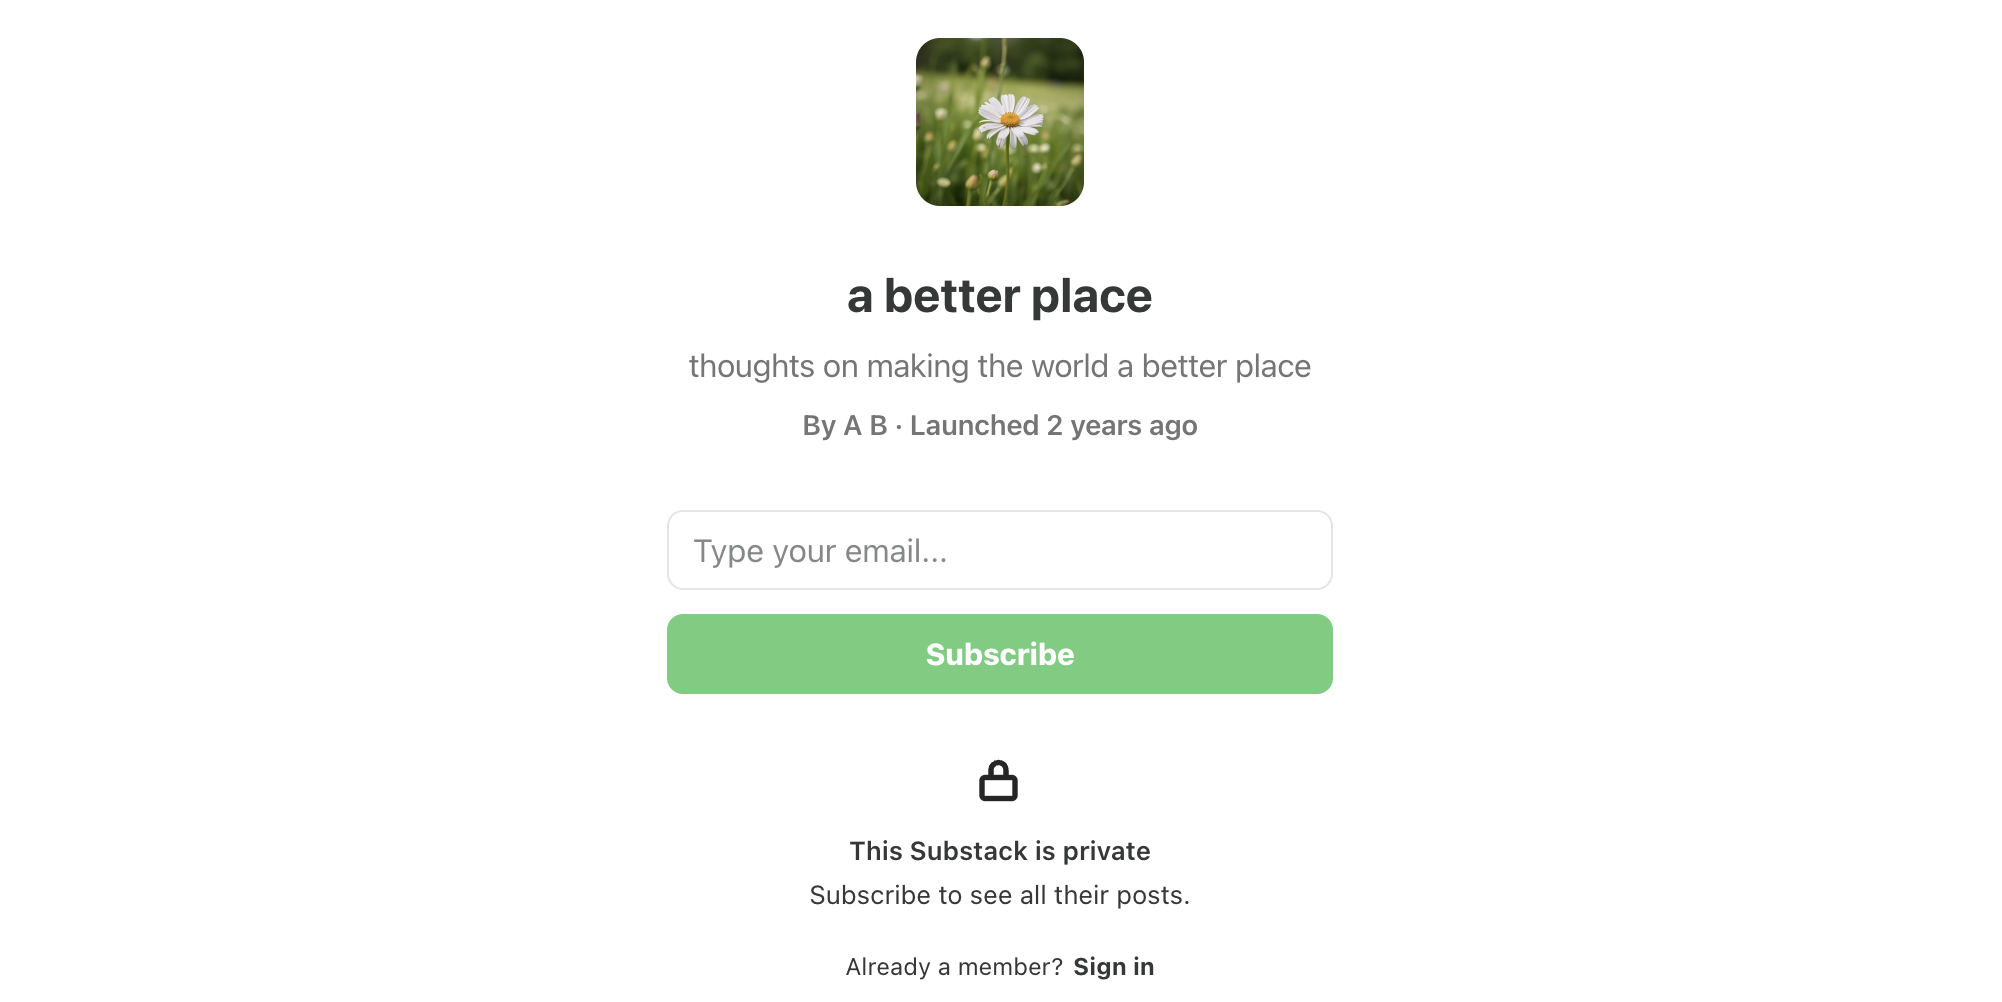 a better place
thoughts on making the world a better place
By A B · Launched 2 years ago
Type your email...
Subscribe
This Substack is private
Subscribe to see all their posts.
Already a member? Sign in